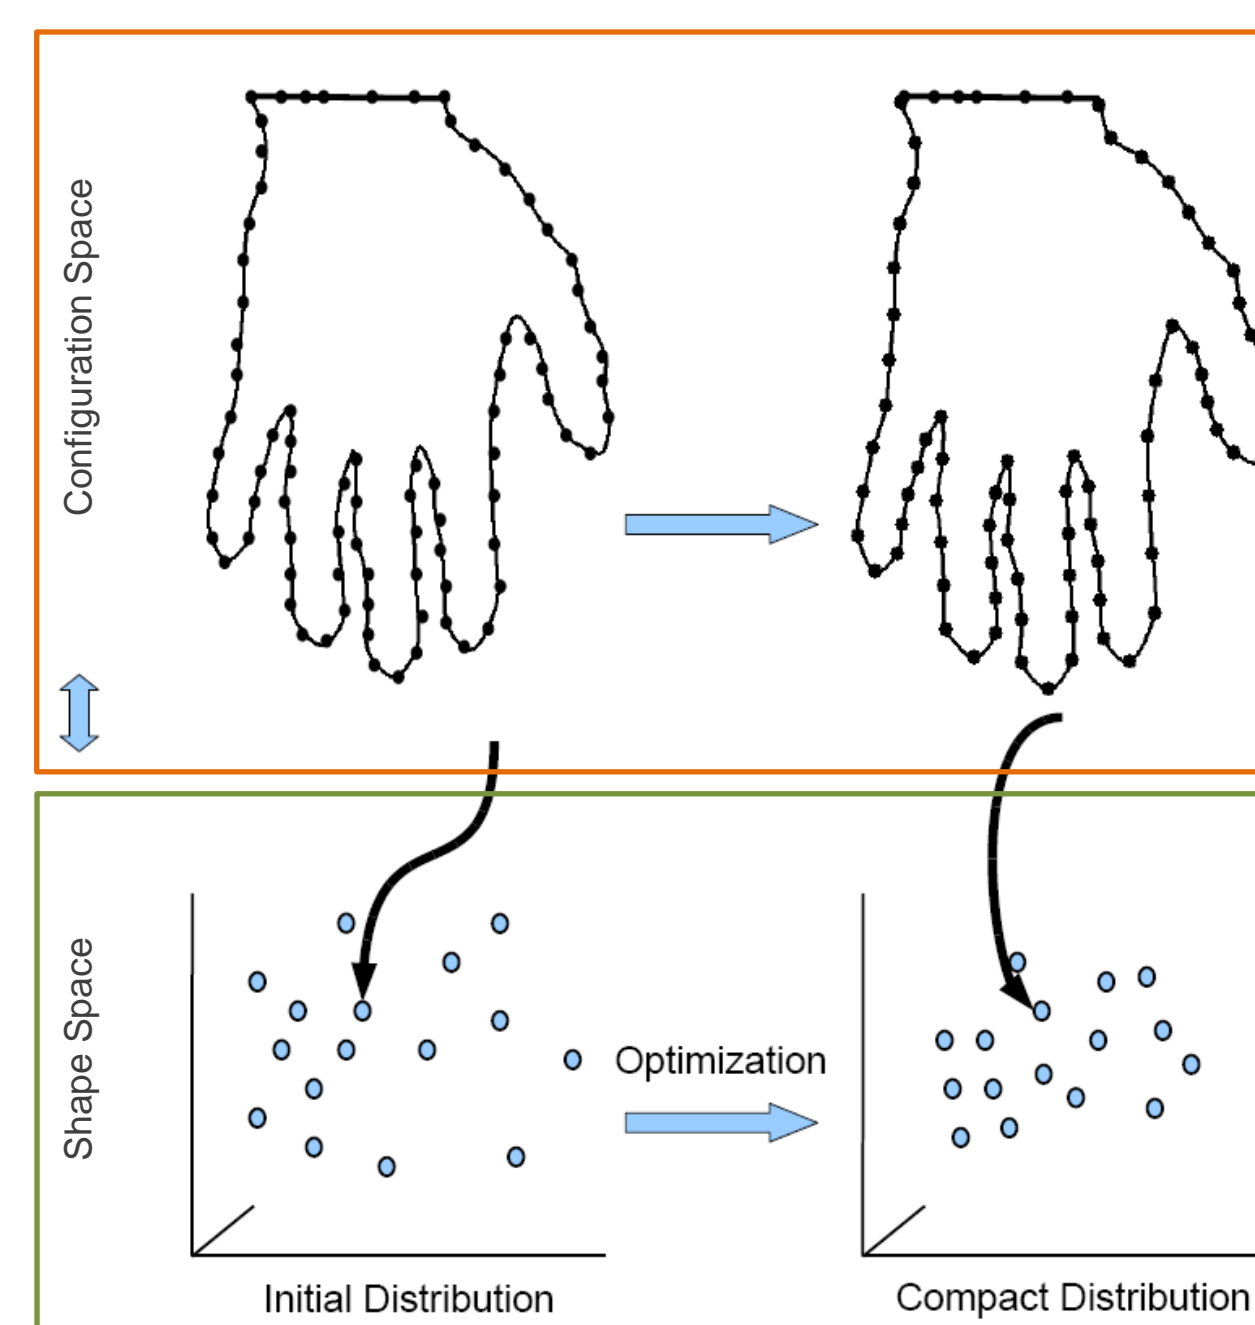 Configuration Space
Shape Space
Optimization
Initial Distribution
Compact Distribution